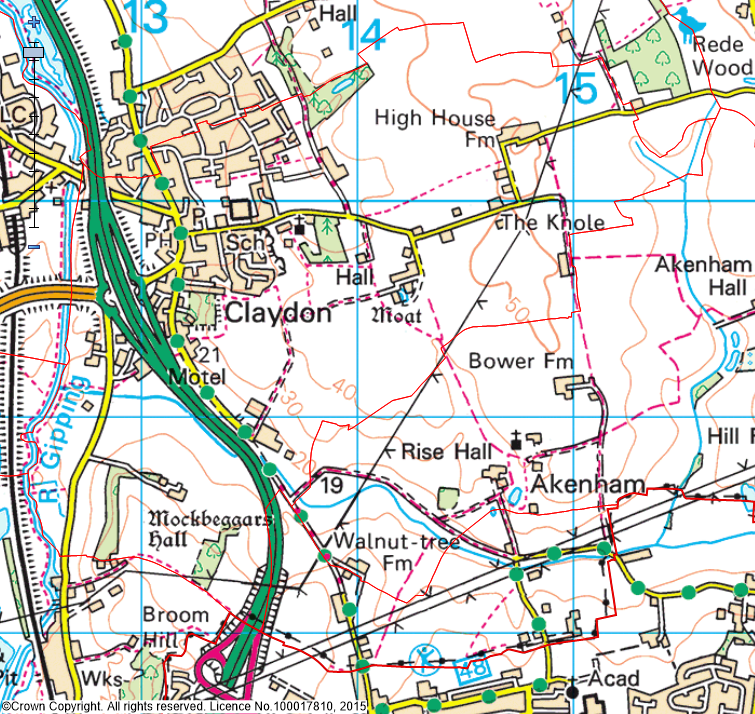 13
Hall
14
Rede
Wood
LC
15
High House
Fm
P
PH
Sch
The Knole
Akenham
Hall
Hall
Moat
Claydon
50
21
Motel
Bower Fm
40
30
R Gipping
20
Rise Hall
Hill F
19
Akenham
Mockbeggars
Hall
Walnut-tree
Fm
Broom
Hill
48
Pit
Wks
Acad
©Crown Copyright. All rights reserved. Licence No.100017810, 2015